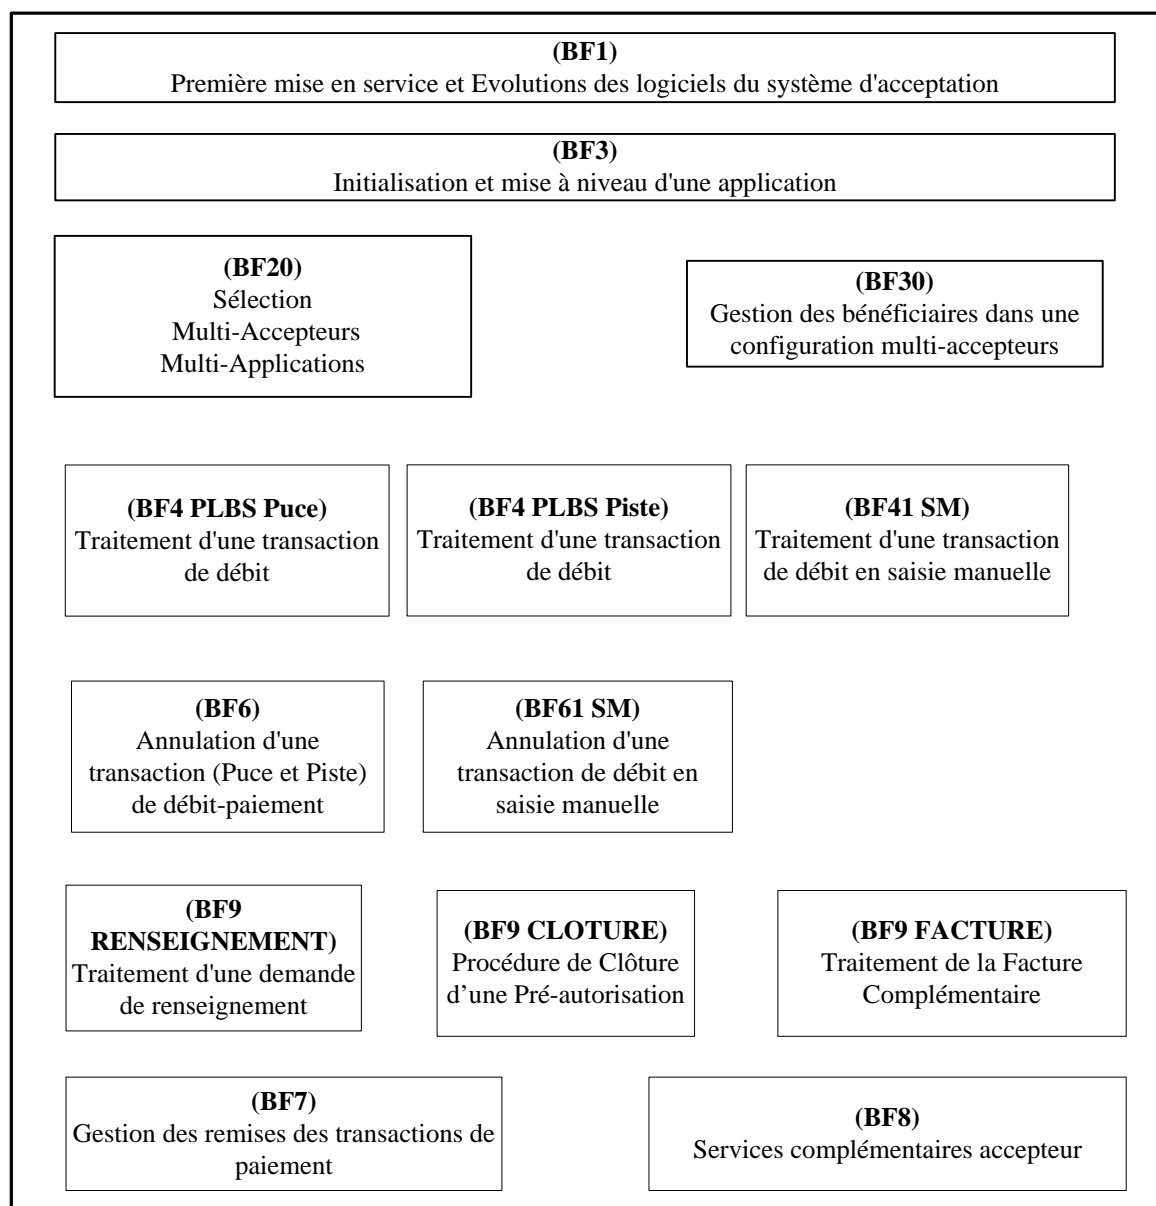 (BF1)
Première mise en service et Evolutions des logiciels du système d'acceptation
(BF3)
Initialisation et mise à niveau d'une application
(BF20)
Sélection
Multi-Accepteurs
Multi-Applications
(BF30)
Gestion des bénéficiaires dans une
configuration multi-accepteurs
(BF4 PLBS Puce)
Traitement d'une transaction
de débit
(BF4 PLBS Piste)
Traitement d'une transaction
de débit
(BF41 SM)
Traitement d'une transaction
de débit en saisie manuelle
(BF6)
Annulation d'une
transaction (Puce et Piste)
de débit-paiement
(BF61 SM)
Annulation d'une
transaction de débit en
saisie manuelle
(BF9
RENSEIGNEMENT)
Traitement d'une demande
de renseignement
(BF9 CLOTURE)
Procédure de Clôture
d’une Pré-autorisation
(BF9 FACTURE)
Traitement de la Facture
Complémentaire
(BF7)
Gestion des remises des transactions de
paiement
(BF8)
Services complémentaires accepteur